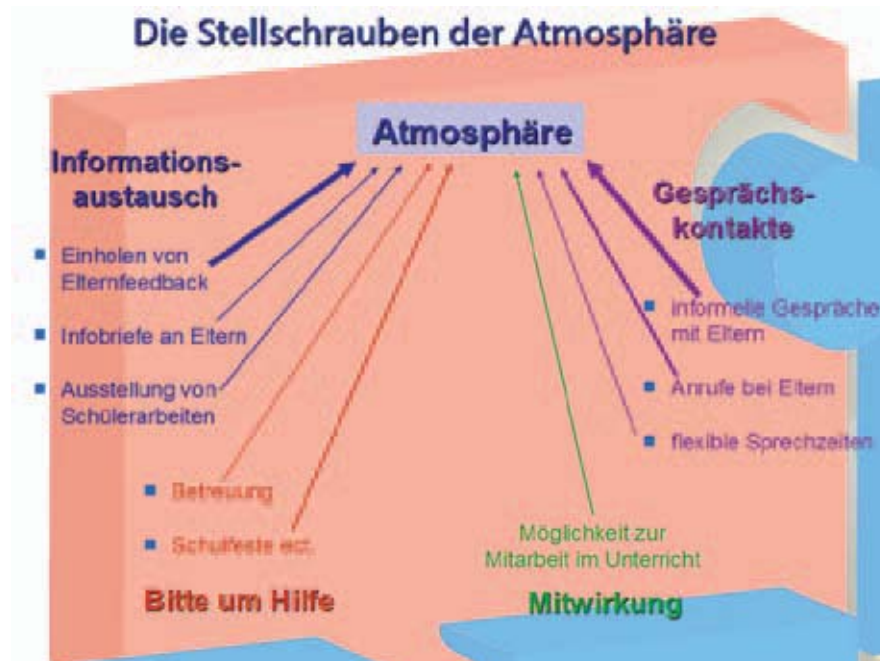 Die Stellschrauben der Atmosphäre
Atmosphäre
Informations-
austausch
Einholen von
Elternfeedback
Infobriefe an Eltern
Ausstellung von
Schülerarbeiten
Gesprächs-
kontakte
informelle Gespräche
mit Eltern
Anrufe bei Eltern
flexible Sprechzeiten
Betreuung
Schulfeste ect.
Bitte um Hilfe
Möglichkeit zur
Mitarbeit im Unterricht
Mitwirkung